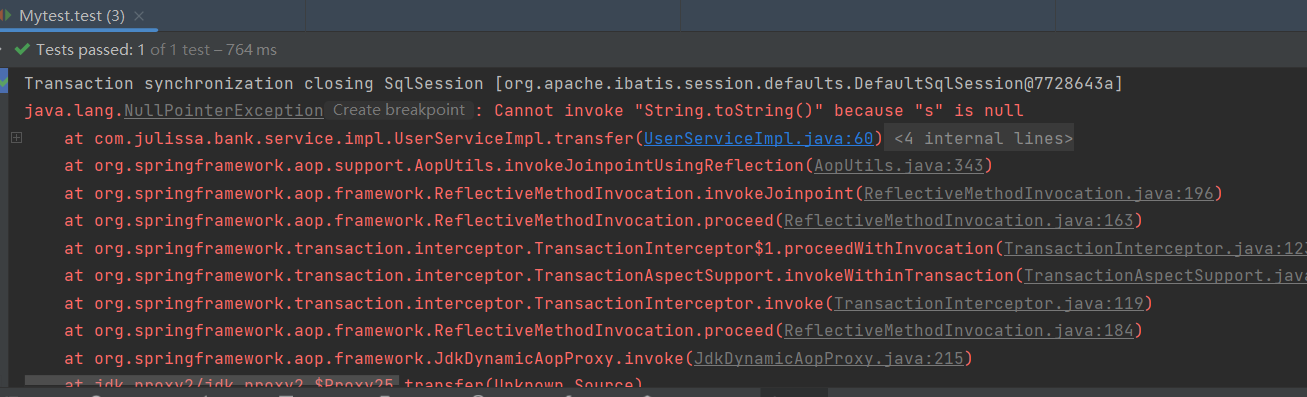 Mytest.test (3)
Tests passed: 1 of 1 test – 764 ms
Transaction synchronization closing SqlSession [org.apache.ibatis.session.defaults.DefaultSqlSession@7728643a]
java.lang.NullPointerException Create breakpoint : Cannot invoke "String.toString()" because "s" is null
at com.julissa.bank.service.impl.UserServiceImpl.transfer(UserServiceImpl.java:60) <4 internal lines>
at org.springframework.aop.support.AopUtils.invokeJoinpointUsingReflection(AopUtils.java:343)
at org.springframework.aop.framework.ReflectiveMethodInvocation.invokeJoinpoint(ReflectiveMethodInvocation.java:196)
at org.springframework.aop.framework.ReflectiveMethodInvocation.proceed(ReflectiveMethodInvocation.java:163)
at org.springframework.transaction.interceptor.TransactionInterceptor$1.proceedWithInvocation(TransactionInterceptor.java:123
at org.springframework.transaction.interceptor.TransactionAspectSupport.invokeWithinTransaction(TransactionAspectSupport.java
at org.springframework.transaction.interceptor.TransactionInterceptor.invoke(TransactionInterceptor.java:119)
at org.springframework.aop.framework.ReflectiveMethodInvocation.proceed(ReflectiveMethodInvocation.java:184)
at org.springframework.aop.framework.JdkDynamicAopProxy.invoke(JdkDynamicAopProxy.java:215)
at jdk.proxy2/jdk.proxy2.$Proxy25.transfer(Unknown Source)